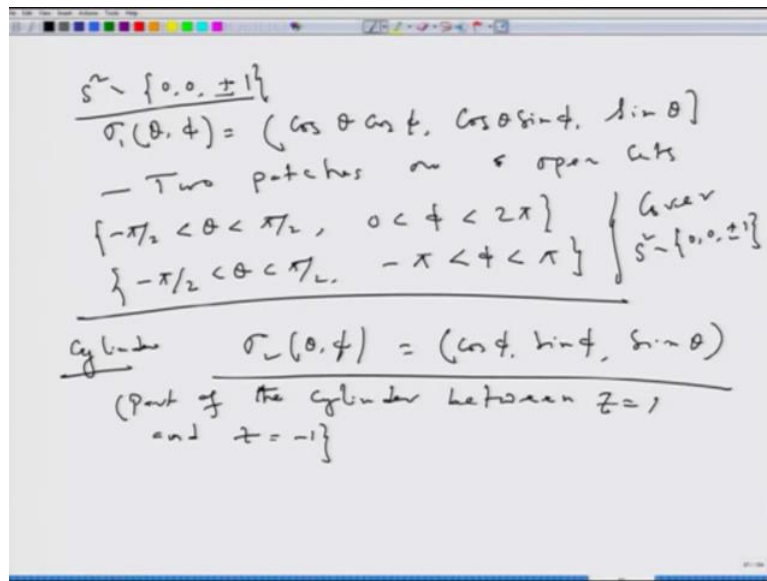 S² \ {0, 0, ±1}
σ₁(θ, ϕ) = (cos θ cos ϕ, cos θ sin ϕ, sin θ]
— Two patches on open sets
{-π/2 < θ < π/2, 0 < ϕ < 2π}
{-π/2 < θ < π/2, -π < ϕ < π}
Cover
S² \ {0, 0, ±1}
Cylinder σ₂(θ, ϕ) = (cos ϕ, sin ϕ, sin θ)
(Part of the cylinder between z = 1
and z = -1}